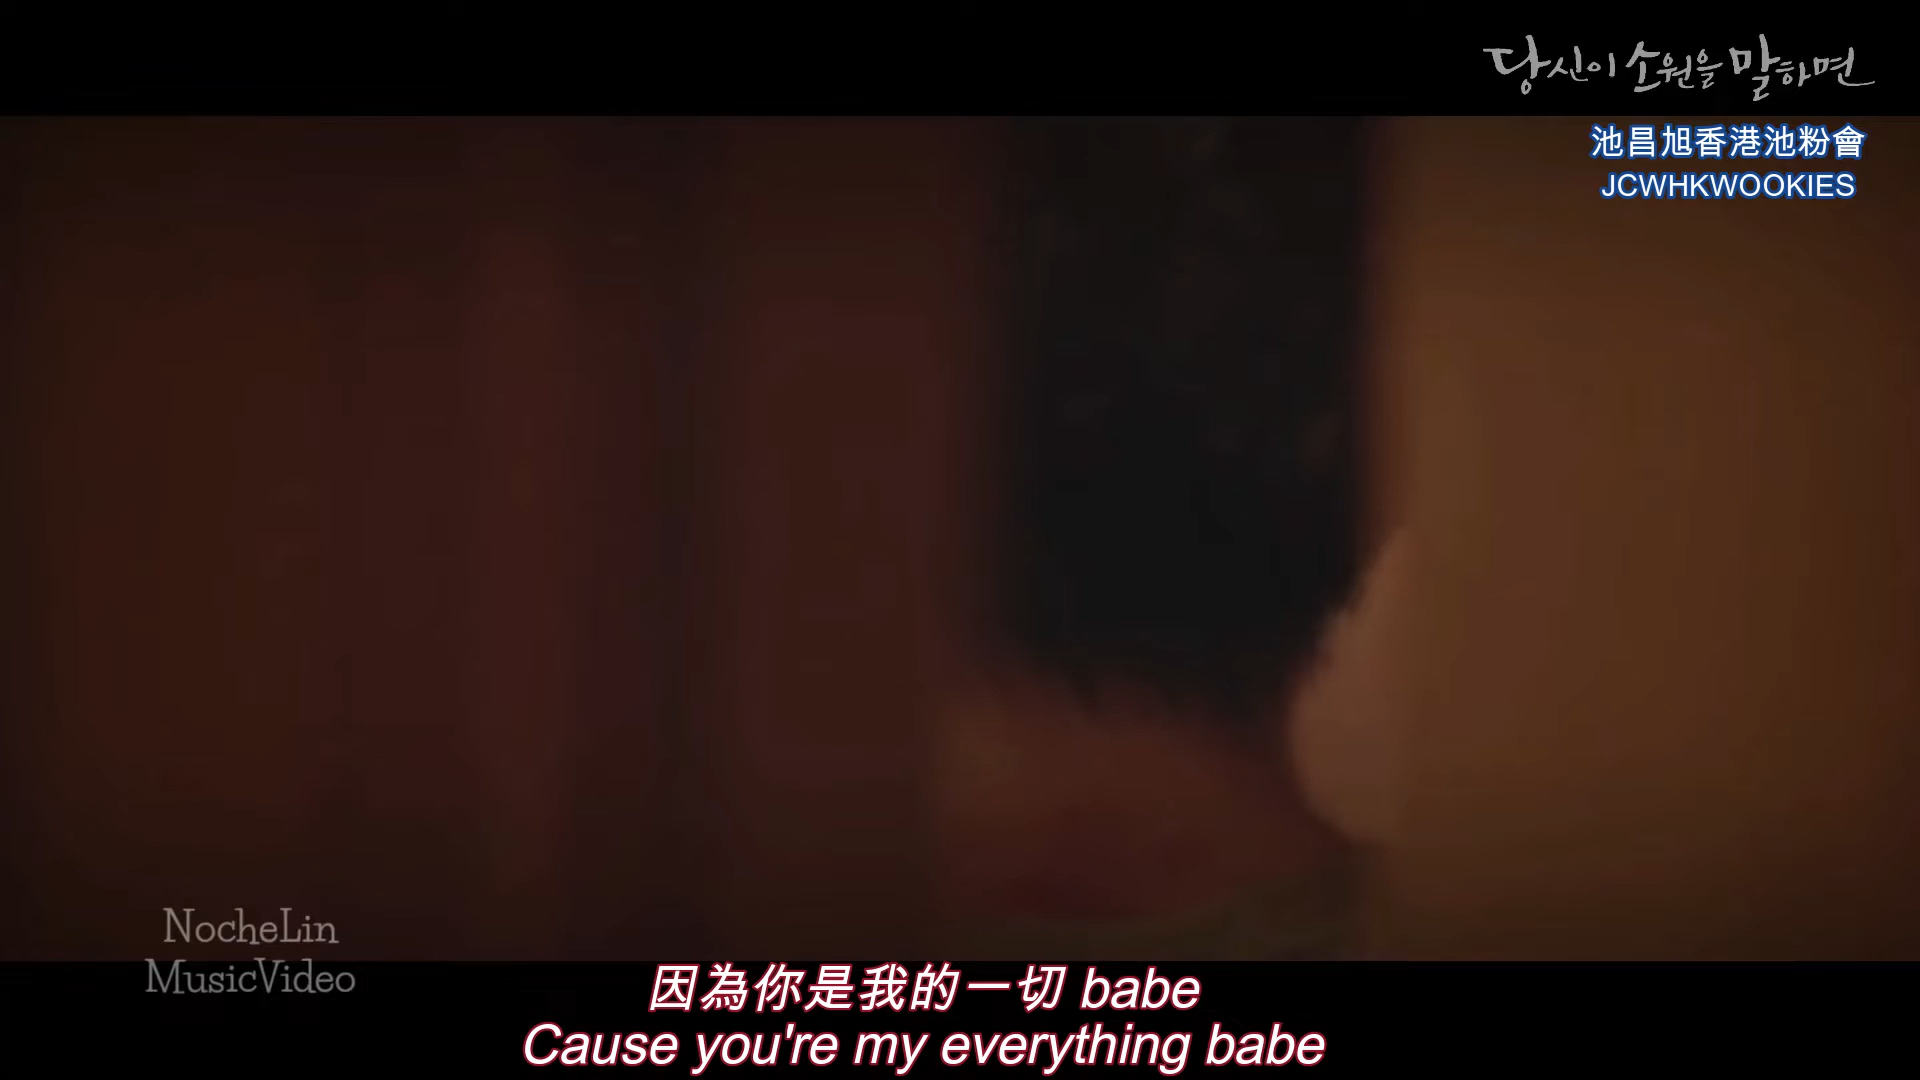 당신이 소원을 말하면
池昌旭香港池粉會
JCWHKWOOKIES
NocheLin
MusicVideo
因為你是我的一切 babe
Cause you're my everything babe